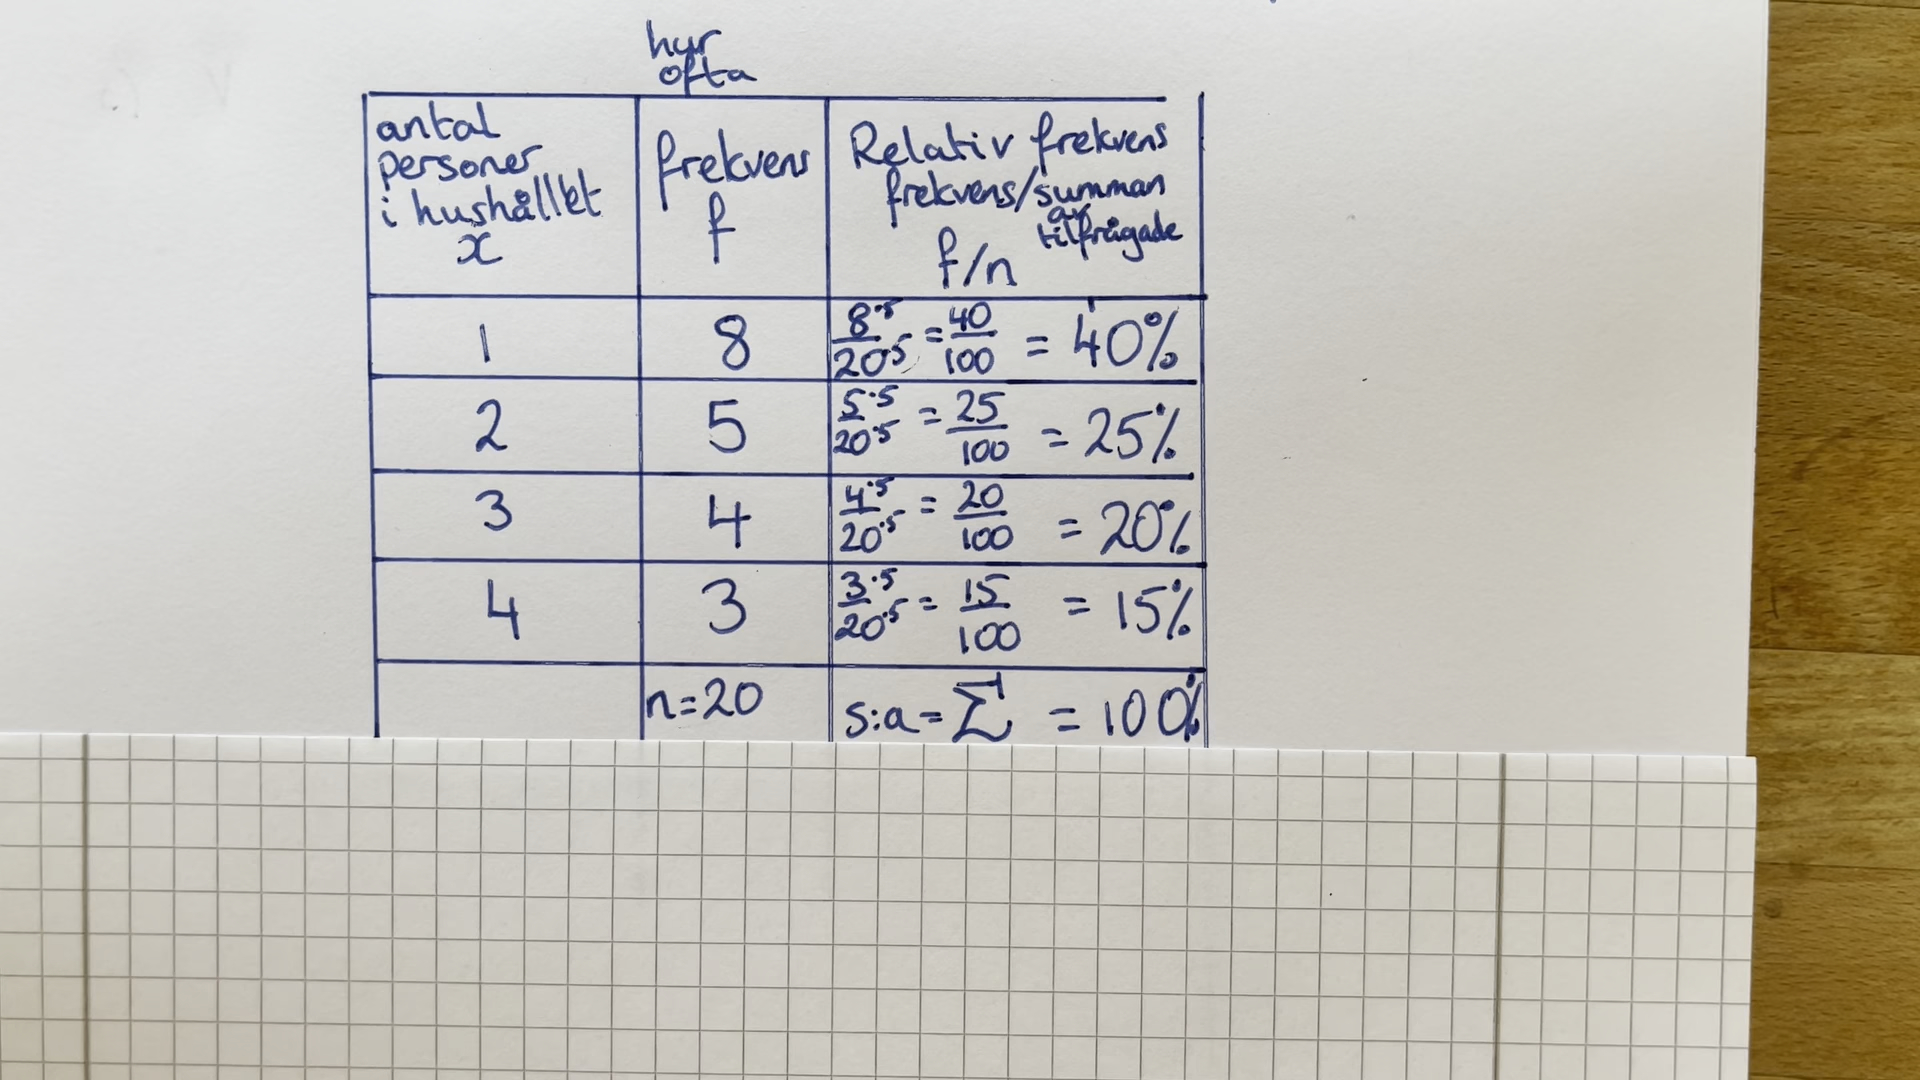 hur
ofta
antal
personer
i hushållet
x
frekvens
f
Relativ frekvens
frekvens/summan
av
tillfrågade
f/n
1
8
8·5/20·5 = 40/100 = 40%
2
5
5·5/20·5 = 25/100 = 25%
3
4
4·5/20·5 = 20/100 = 20%
4
3
3·5/20·5 = 15/100 = 15%
n=20
s:a = Σ = 100%